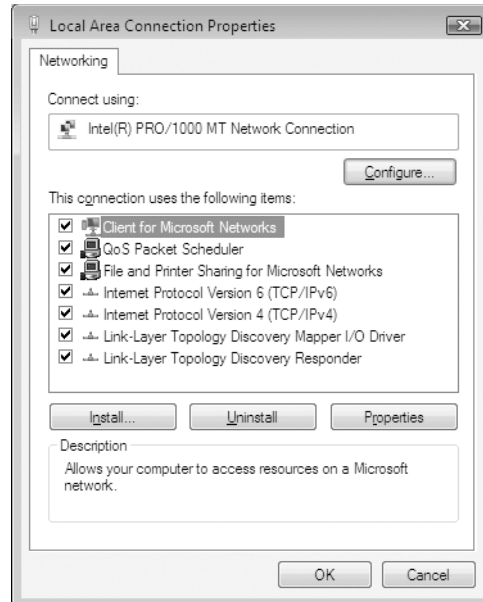 Local Area Connection Properties
Networking
Connect using:
Intel(R) PRO/1000 MT Network Connection
Configure...
This connection uses the following items:
Client for Microsoft Networks
QoS Packet Scheduler
File and Printer Sharing for Microsoft Networks
Internet Protocol Version 6 (TCP/IPv6)
Internet Protocol Version 4 (TCP/IPv4)
Link-Layer Topology Discovery Mapper I/O Driver
Link-Layer Topology Discovery Responder
Install... Uninstall Properties
Description
Allows your computer to access resources on a Microsoft
network.
OK Cancel